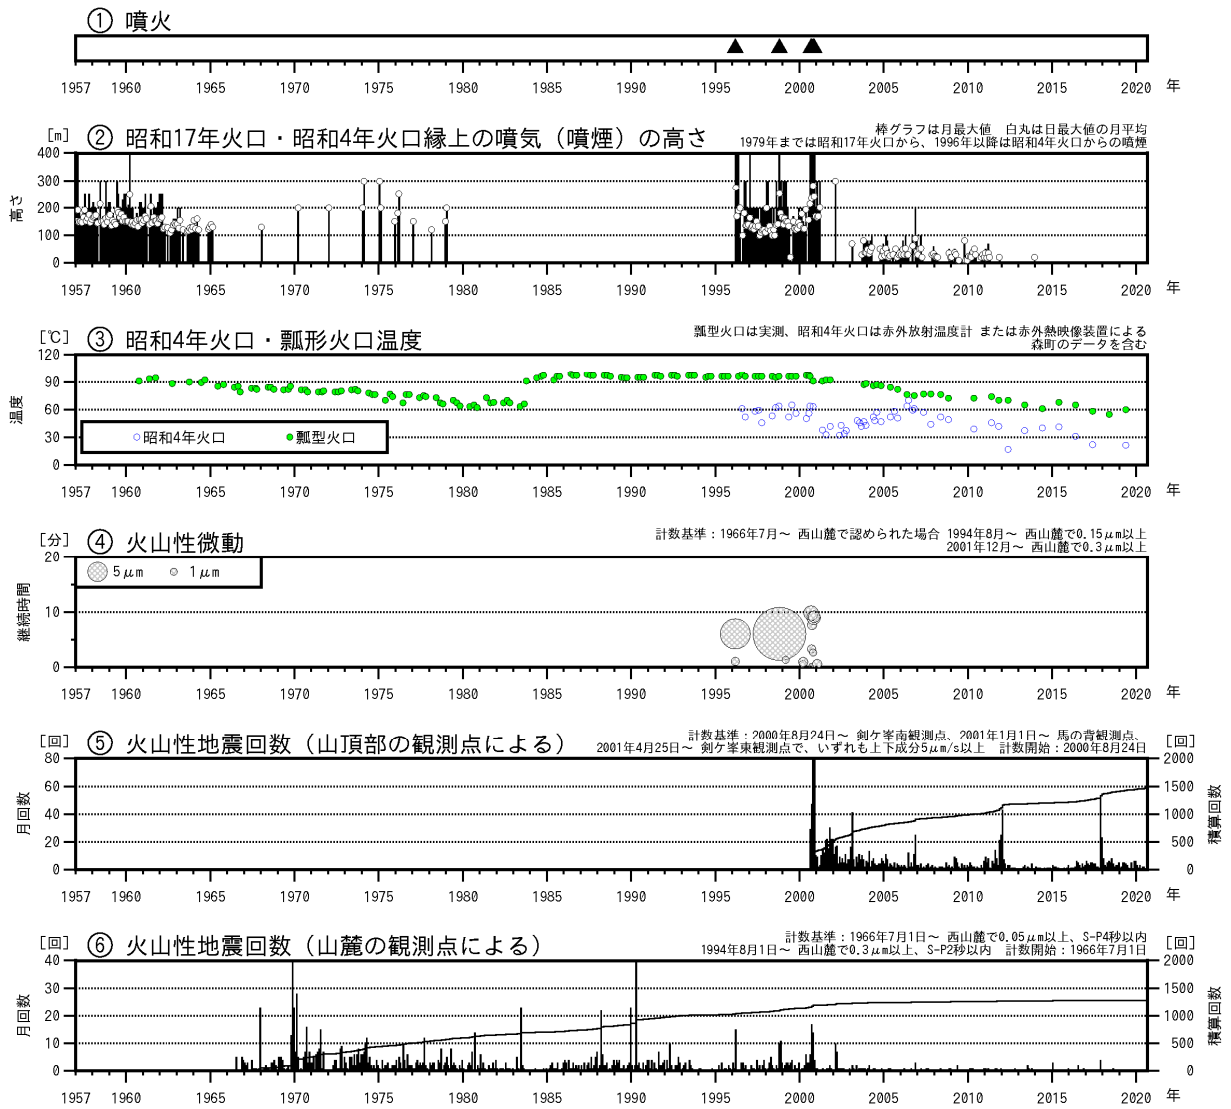 ① 噴火
1957 1960 1965 1970 1975 1980 1985 1990 1995 2000 2005 2010 2015 2020 年
[m] ② 昭和17年火口・昭和4年火口縁上の噴気（噴煙）の高さ
棒グラフは月最大値　白丸は日最大値の月平均
1979年までは昭和17年火口から、1996年以降は昭和4年火口からの噴煙
高さ
400
300
200
100
0
1957 1960 1965 1970 1975 1980 1985 1990 1995 2000 2005 2010 2015 2020 年
[℃] ③ 昭和4年火口・瓢形火口温度
瓢型火口は実測、昭和4年火口は赤外放射温度計 または赤外熱映像装置による
森町のデータを含む
温度
120
90
60
30
0
昭和4年火口 瓢型火口
1957 1960 1965 1970 1975 1980 1985 1990 1995 2000 2005 2010 2015 2020 年
[分] ④ 火山性微動
計数基準：1966年7月～ 西山麓で認められた場合 1994年8月～ 西山麓で0.15μm以上
2001年12月～ 西山麓で0.3μm以上
継続時間
20
10
0
5μm 1μm
1957 1960 1965 1970 1975 1980 1985 1990 1995 2000 2005 2010 2015 2020 年
[回] ⑤ 火山性地震回数（山頂部の観測点による）
計数基準：2000年8月24日～ 剣ケ峯南観測点、2001年1月1日～ 馬の背観測点、
2001年4月25日～ 剣ケ峯東観測点で、いずれも上下成分5μm/s以上　計数開始：2000年8月24日
[回]
月回数
80
60
40
20
0
2000
1500
1000
500
0
積算回数
1957 1960 1965 1970 1975 1980 1985 1990 1995 2000 2005 2010 2015 2020 年
[回] ⑥ 火山性地震回数（山麓の観測点による）
計数基準：1966年7月1日～ 西山麓で0.05μm以上、S-P4秒以内
1994年8月1日～ 西山麓で0.3μm以上、S-P2秒以内　計数開始：1966年7月1日
[回]
月回数
40
30
20
10
0
2000
1500
1000
500
0
積算回数
1957 1960 1965 1970 1975 1980 1985 1990 1995 2000 2005 2010 2015 2020 年